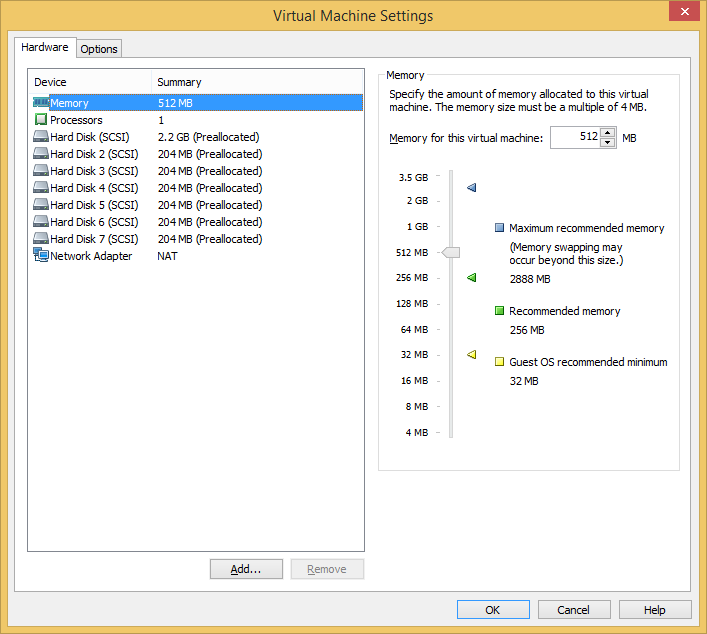 Virtual Machine Settings
Hardware
Options
Device Summary
Memory 512 MB
Processors 1
Hard Disk (SCSI) 2.2 GB (Preallocated)
Hard Disk 2 (SCSI) 204 MB (Preallocated)
Hard Disk 3 (SCSI) 204 MB (Preallocated)
Hard Disk 4 (SCSI) 204 MB (Preallocated)
Hard Disk 5 (SCSI) 204 MB (Preallocated)
Hard Disk 6 (SCSI) 204 MB (Preallocated)
Hard Disk 7 (SCSI) 204 MB (Preallocated)
Network Adapter NAT
Add...
Remove
Memory
Specify the amount of memory allocated to this virtual
machine. The memory size must be a multiple of 4 MB.
Memory for this virtual machine: 512 MB
3.5 GB
2 GB
1 GB
512 MB
256 MB
128 MB
64 MB
32 MB
16 MB
8 MB
4 MB
Maximum recommended memory
(Memory swapping may
occur beyond this size.)
2888 MB
Recommended memory
256 MB
Guest OS recommended minimum
32 MB
OK
Cancel
Help